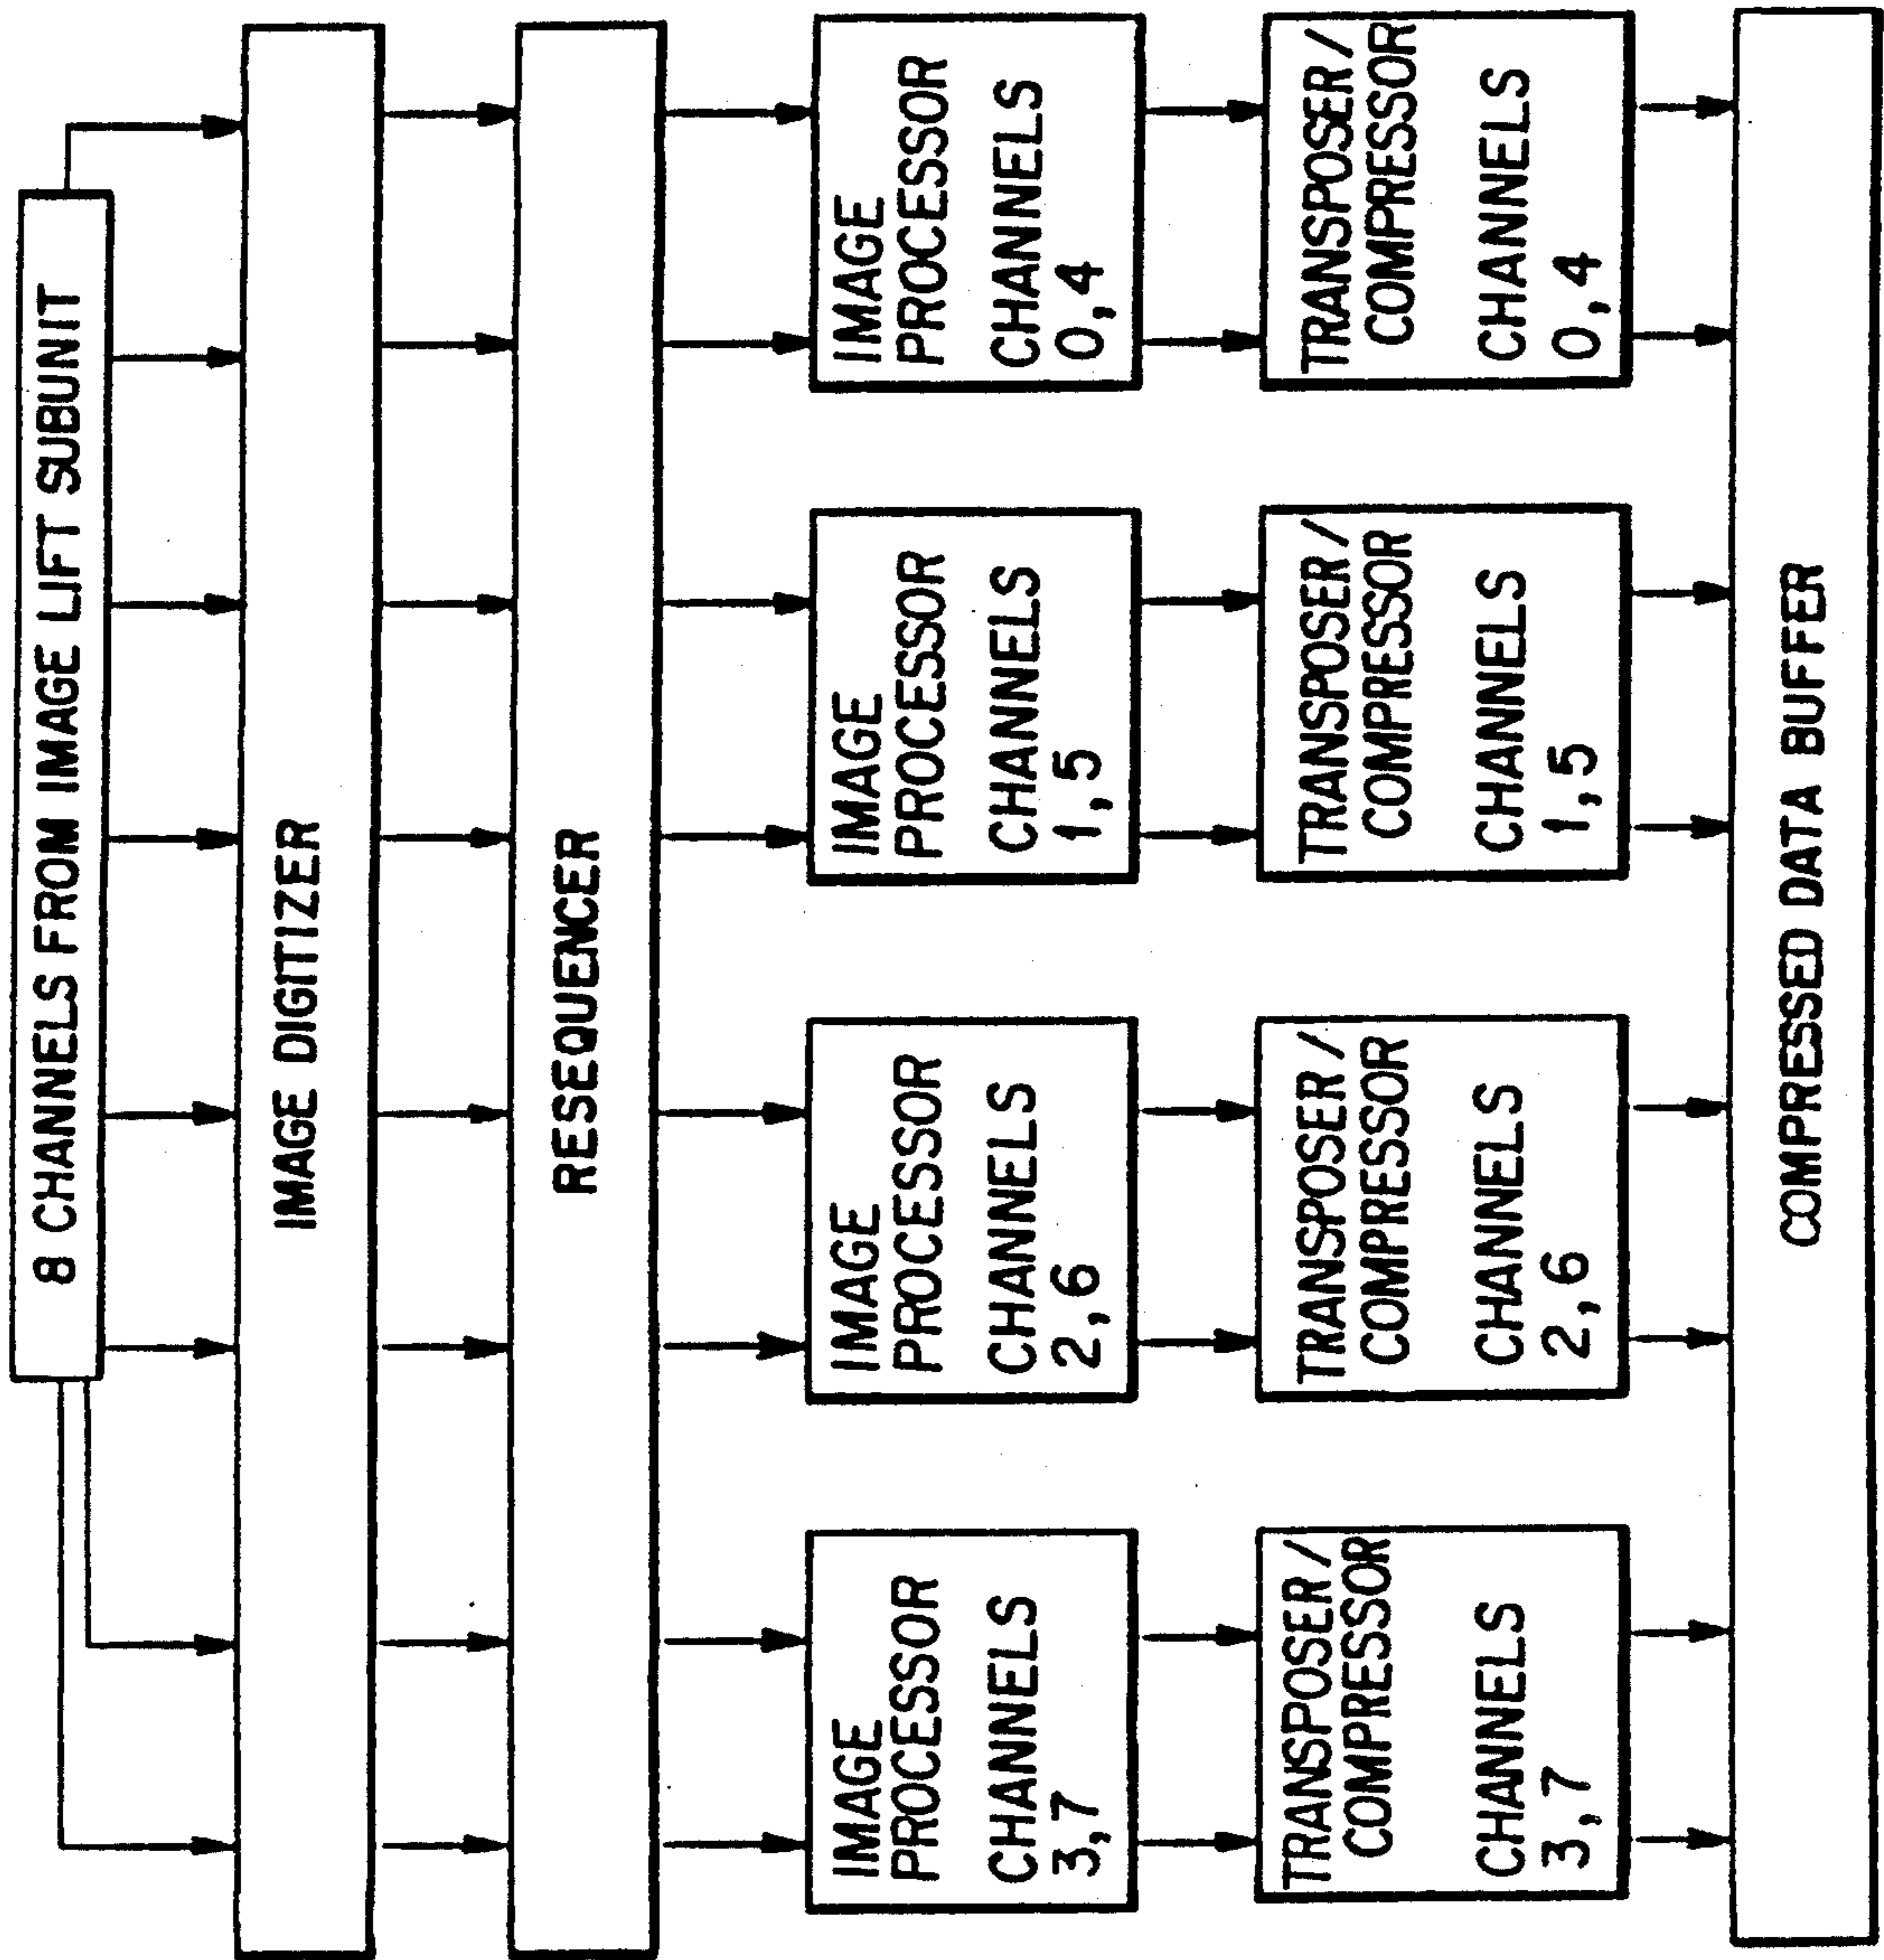 8 CHANNELS FROM IMAGE LIFT SUBUNIT
IMAGE DIGITIZER
RESEQUENCER
IMAGE
PROCESSOR
CHANNELS
3,7
IMAGE
PROCESSOR
CHANNELS
2,6
IMAGE
PROCESSOR
CHANNELS
1,5
IMAGE
PROCESSOR
CHANNELS
0,4
TRANSPOSER/
COMPRESSOR
CHANNELS
3,7
TRANSPOSER/
COMPRESSOR
CHANNELS
2,6
TRANSPOSER/
COMPRESSOR
CHANNELS
1,5
TRANSPOSER/
COMPRESSOR
CHANNELS
0,4
COMPRESSED DATA BUFFER